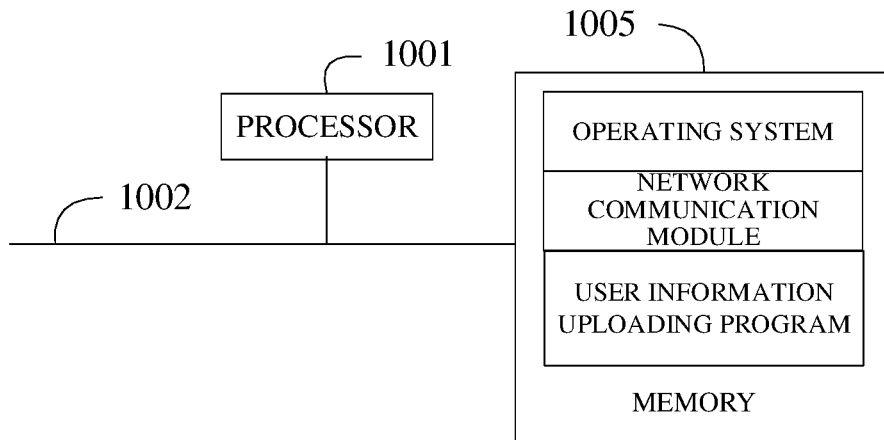 1005
1001
PROCESSOR
OPERATING SYSTEM
1002
NETWORK
COMMUNICATION
MODULE
USER INFORMATION
UPLOADING PROGRAM
MEMORY